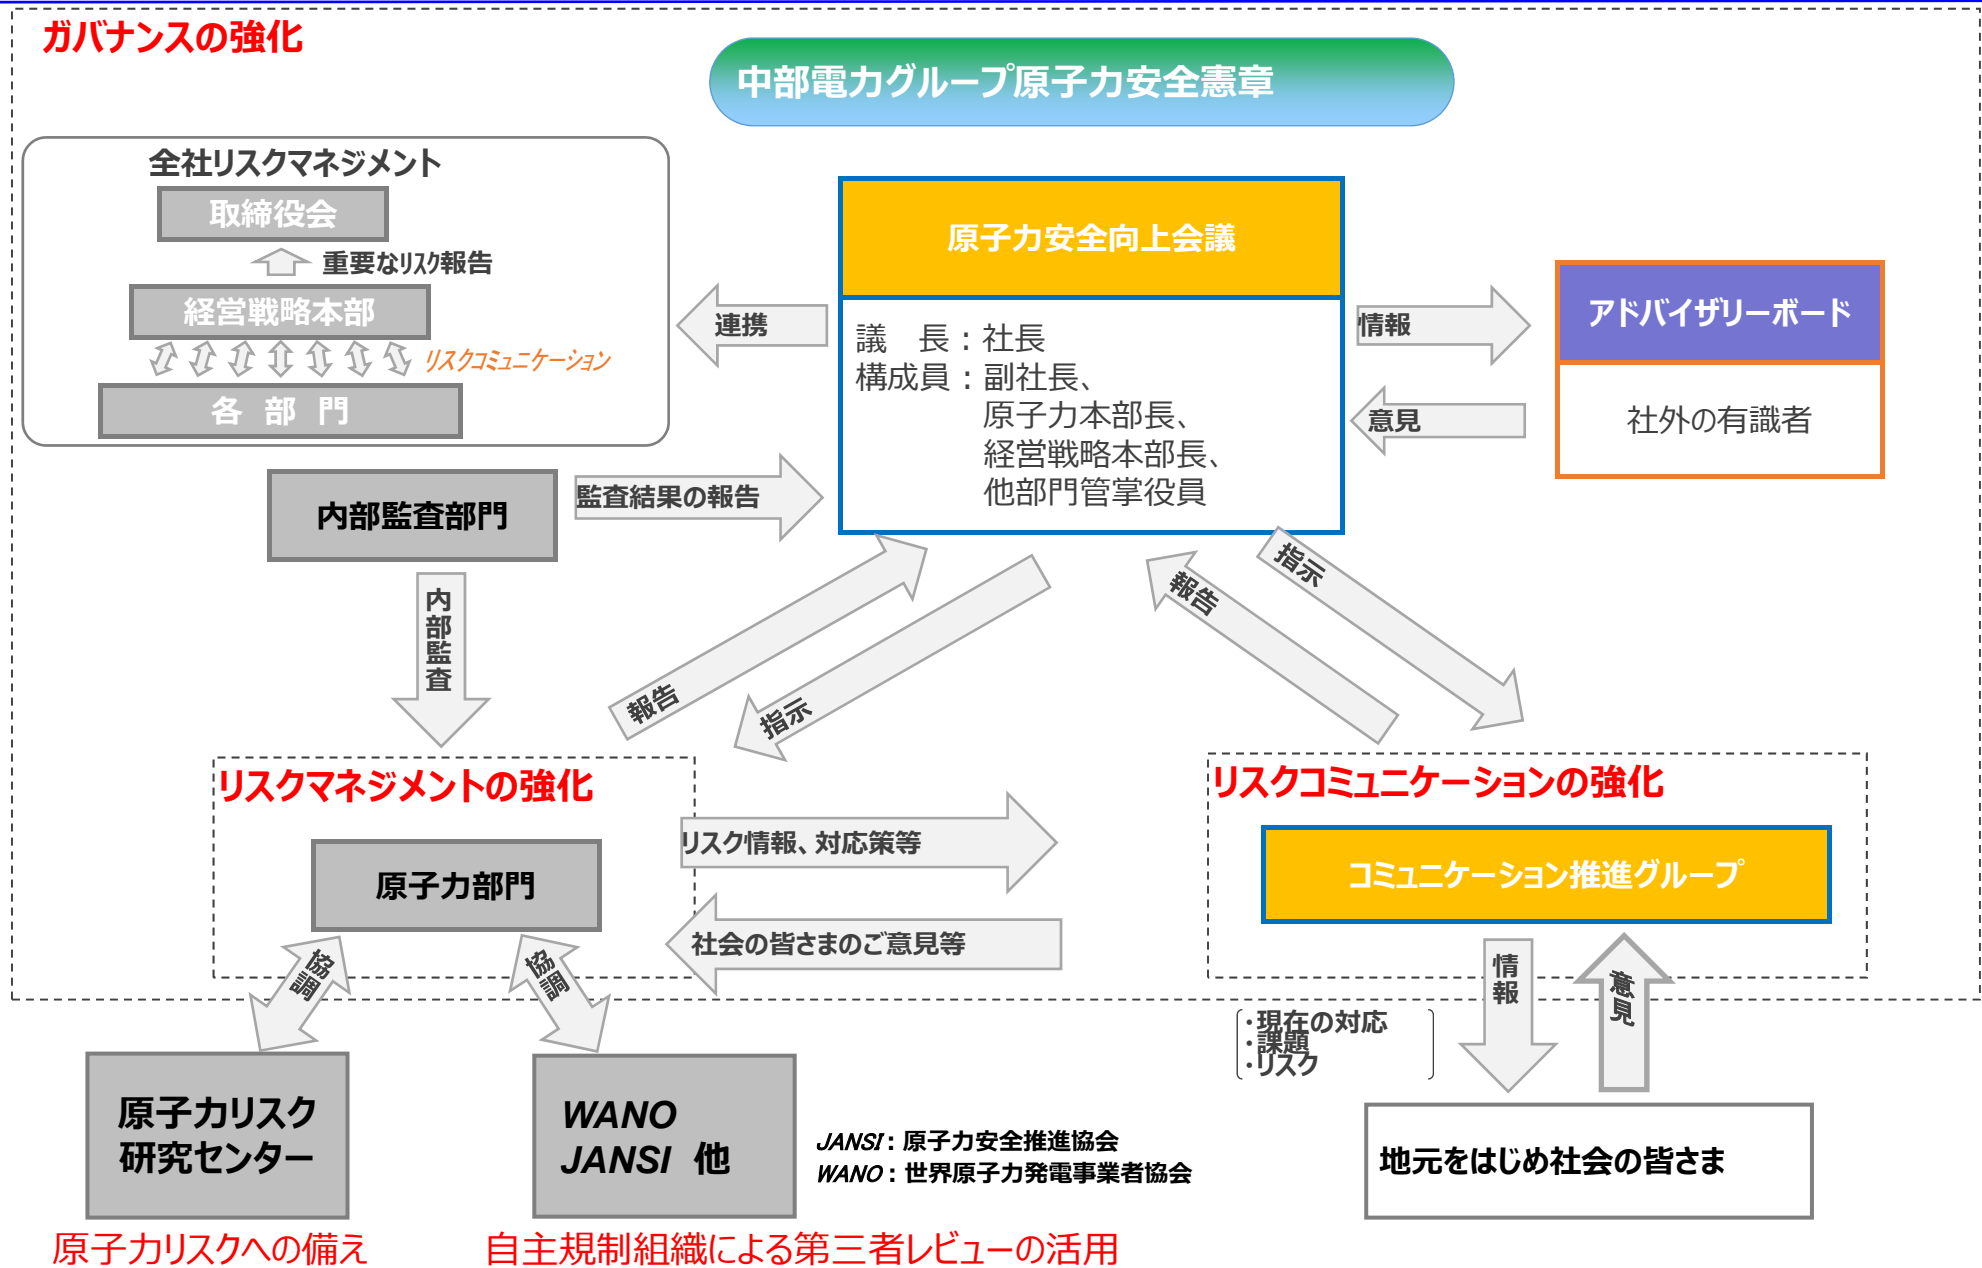 ガバナンスの強化
中部電力グループ原子力安全憲章
全社リスクマネジメント
取締役会
重要なリスク報告
経営戦略本部
リスクコミュニケーション
各 部 門
原子力安全向上会議
議　長：社長
構成員：副社長、
原子力本部長、
経営戦略本部長、
他部門管掌役員
連携
情報
意見
アドバイザリーボード
社外の有識者
内部監査部門
監査結果の報告
内部監査
報告
指示
報告
指示
リスクマネジメントの強化
原子力部門
リスク情報、対応策等
社会の皆さまのご意見等
リスクコミュニケーションの強化
コミュニケーション推進グループ
協調
協調
情報
意見
・現在の対応
・課題
・リスク
原子力リスク
研究センター
WANO
JANSI 他
JANSI：原子力安全推進協会
WANO：世界原子力発電事業者協会
地元をはじめ社会の皆さま
原子力リスクへの備え
自主規制組織による第三者レビューの活用